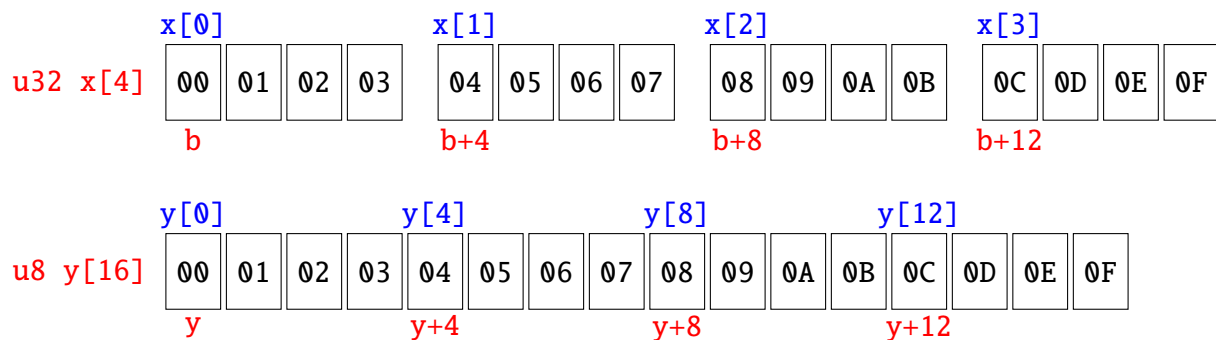 x[0] x[1] x[2] x[3]
u32 x[4] 00 01 02 03 04 05 06 07 08 09 0A 0B 0C 0D 0E 0F
b b+4 b+8 b+12
y[0] y[4] y[8] y[12]
u8 y[16] 00 01 02 03 04 05 06 07 08 09 0A 0B 0C 0D 0E 0F
y y+4 y+8 y+12